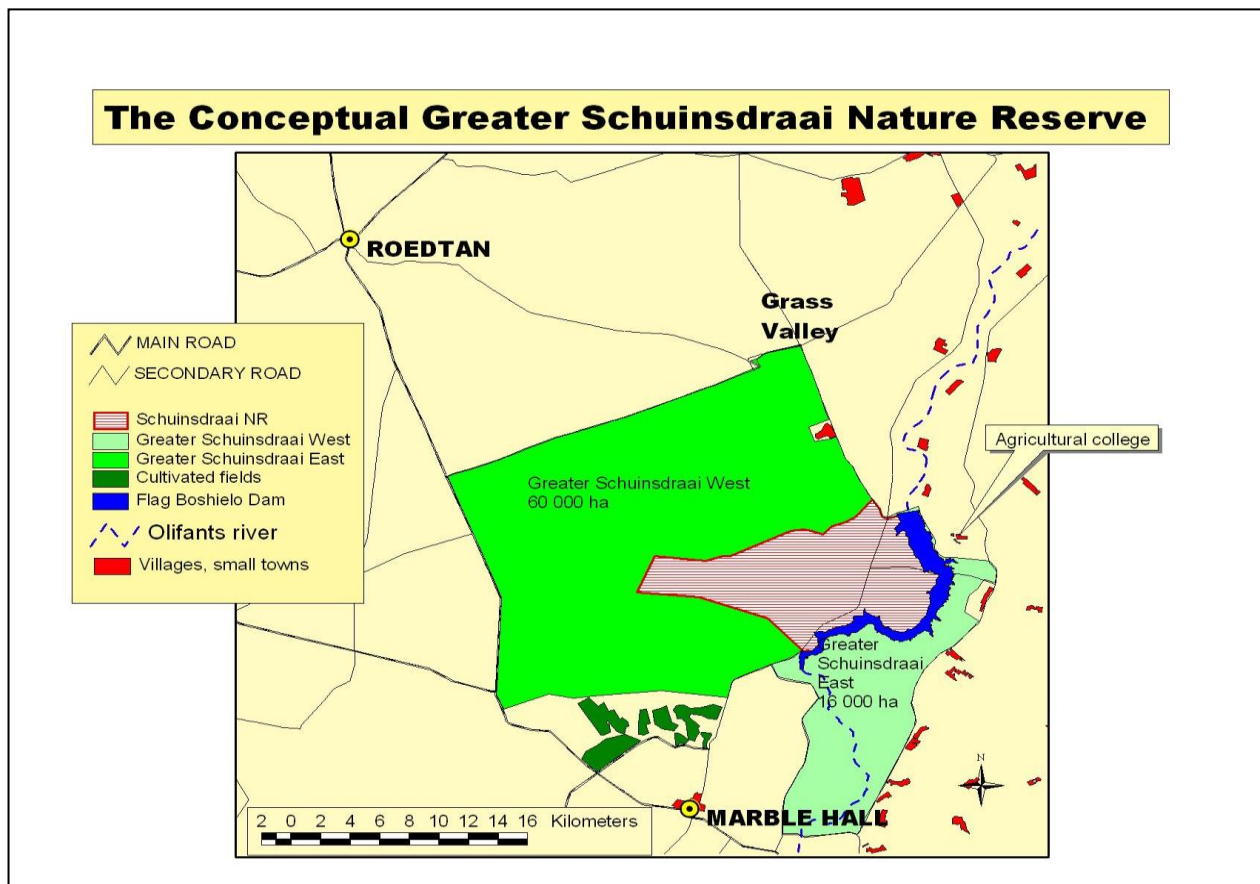 The Conceptual Greater Schuinsdraai Nature Reserve
ROEDTAN
Grass
Valley
MAIN ROAD
SECONDARY ROAD
Schuinsdraai NR
Greater Schuinsdraai West
Greater Schuinsdraai East
Cultivated fields
Flag Boshielo Dam
Olifants river
Villages, small towns
Agricultural college
Greater Schuinsdraai West
60 000 ha
Greater
Schuinsdraai
East
16 000 ha
N
MARBLE HALL
2 0 2 4 6 8 10 12 14 16 Kilometers